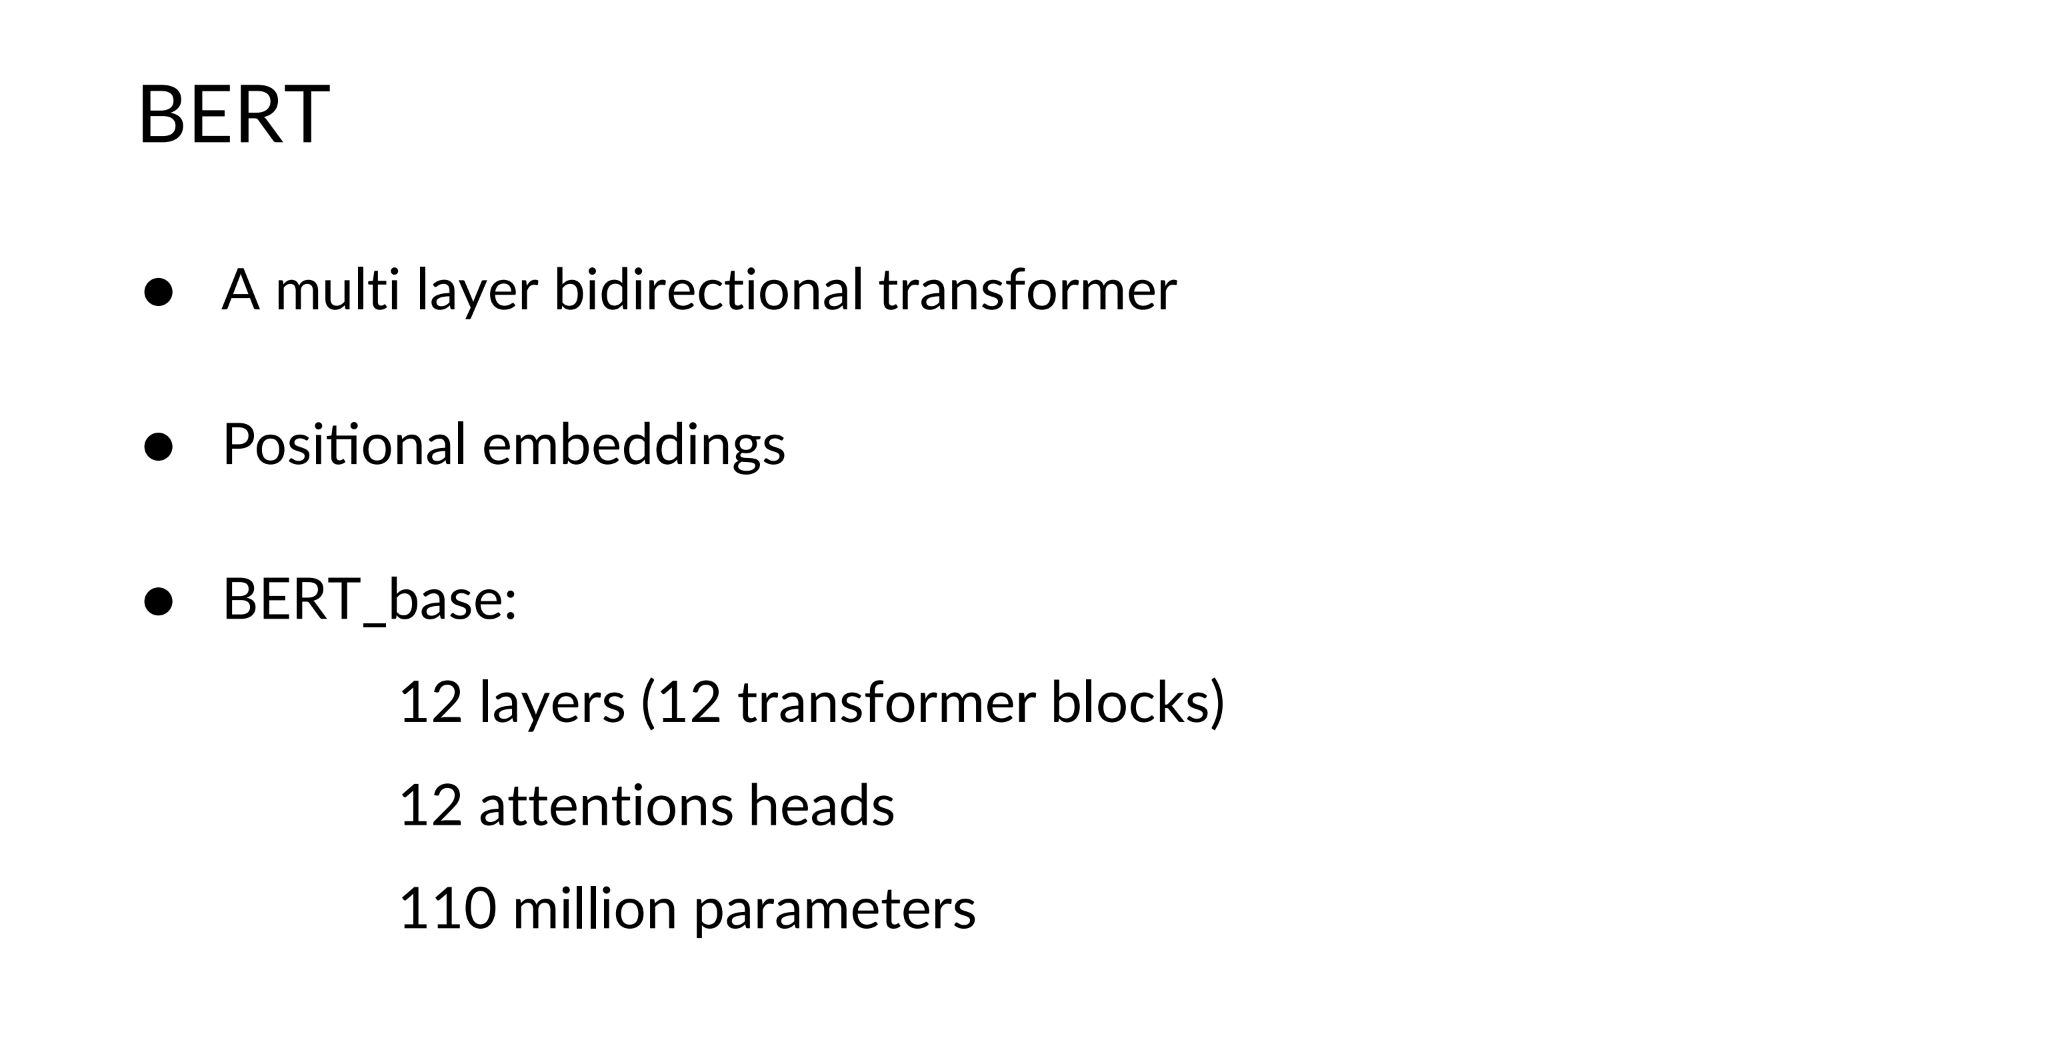 BERT
● A multi layer bidirectional transformer
● Positional embeddings
● BERT_base:
12 layers (12 transformer blocks)
12 attentions heads
110 million parameters